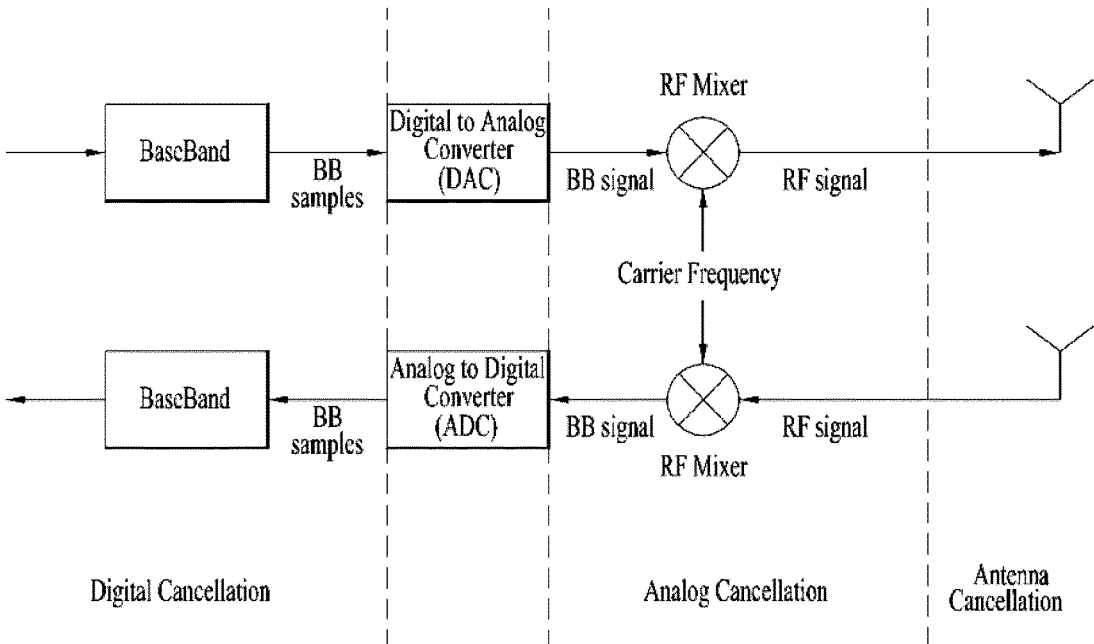 RF Mixer
BaseBand
BB
samples
Digital to Analog
Converter
(DAC)
BB signal
RF signal
Carrier Frequency
BaseBand
BB
samples
Analog to Digital
Converter
(ADC)
BB signal
RF signal
RF Mixer
Digital Cancellation
Analog Cancellation
Antenna
Cancellation